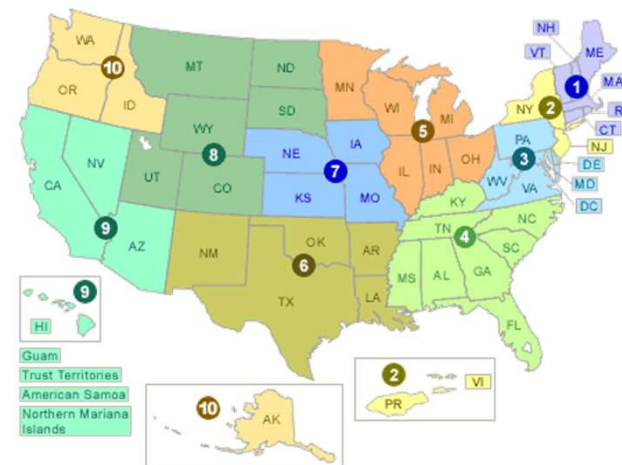 NH
WA
VT
ME
MT
ND
10
MN
1
MA
OR
ID
WI
NY
2
SD
MI
R
WY
5
CT
IA
PA
NJ
8
NE
3
DE
NV
7
IL
IN
OH
WV
MD
UT
CO
VA
CA
KS
MO
DC
KY
NC
9
TN
4
AZ
OK
AR
SC
NM
6
MS
AL
GA
9
TX
LA
HI
FL
Guam
2
Trust Territories
VI
American Samoa
10
PR
Northern Mariana
Islands
AK